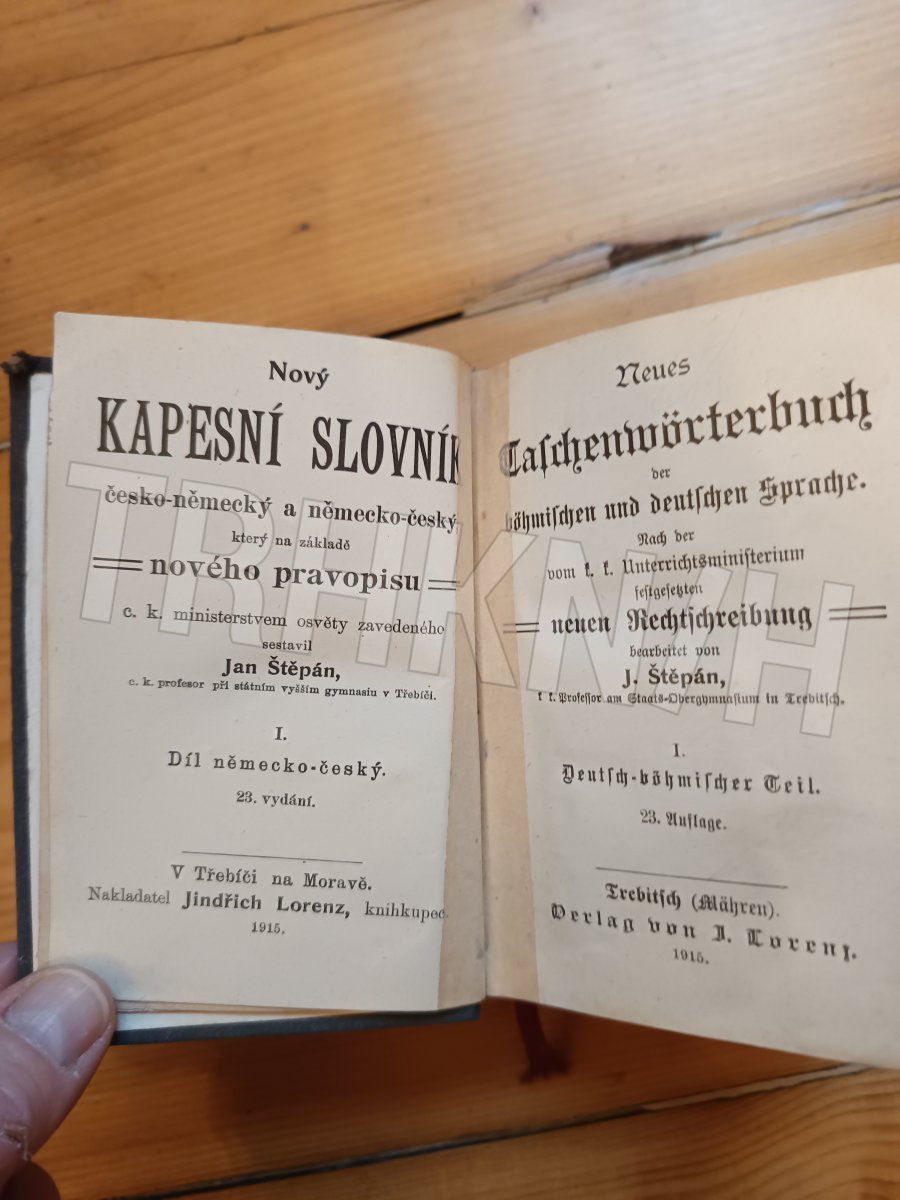 Nový
KAPESNÍ SLOVNÍK
česko-německý a německo-český,
který na základě
nového pravopisu
c. k. ministerstvem osvěty zavedeného
sestavil
Jan Štěpán,
c. k. profesor při státním vyšším gymnasiu v Třebíči.
I.
Díl německo-český.
23. vydání.
V Třebíči na Moravě.
Nakladatel Jindřich Lorenz, knihkupec.
1915.
Neues
Taschenwörterbuch
der
böhmischen und deutschen Sprache.
Nach der
vom k. k. Unterrichtsministerium
festgesetzten
neuen Rechtschreibung
bearbeitet von
J. Štěpán,
k k. Professor am Staats-Obergymnasium in Trebitsch.
I.
Deutsch-böhmischer Teil.
23. Auflage.
Trebitsch (Mähren).
Verlag von J. Lorenz.
1915.
TRHKNIH